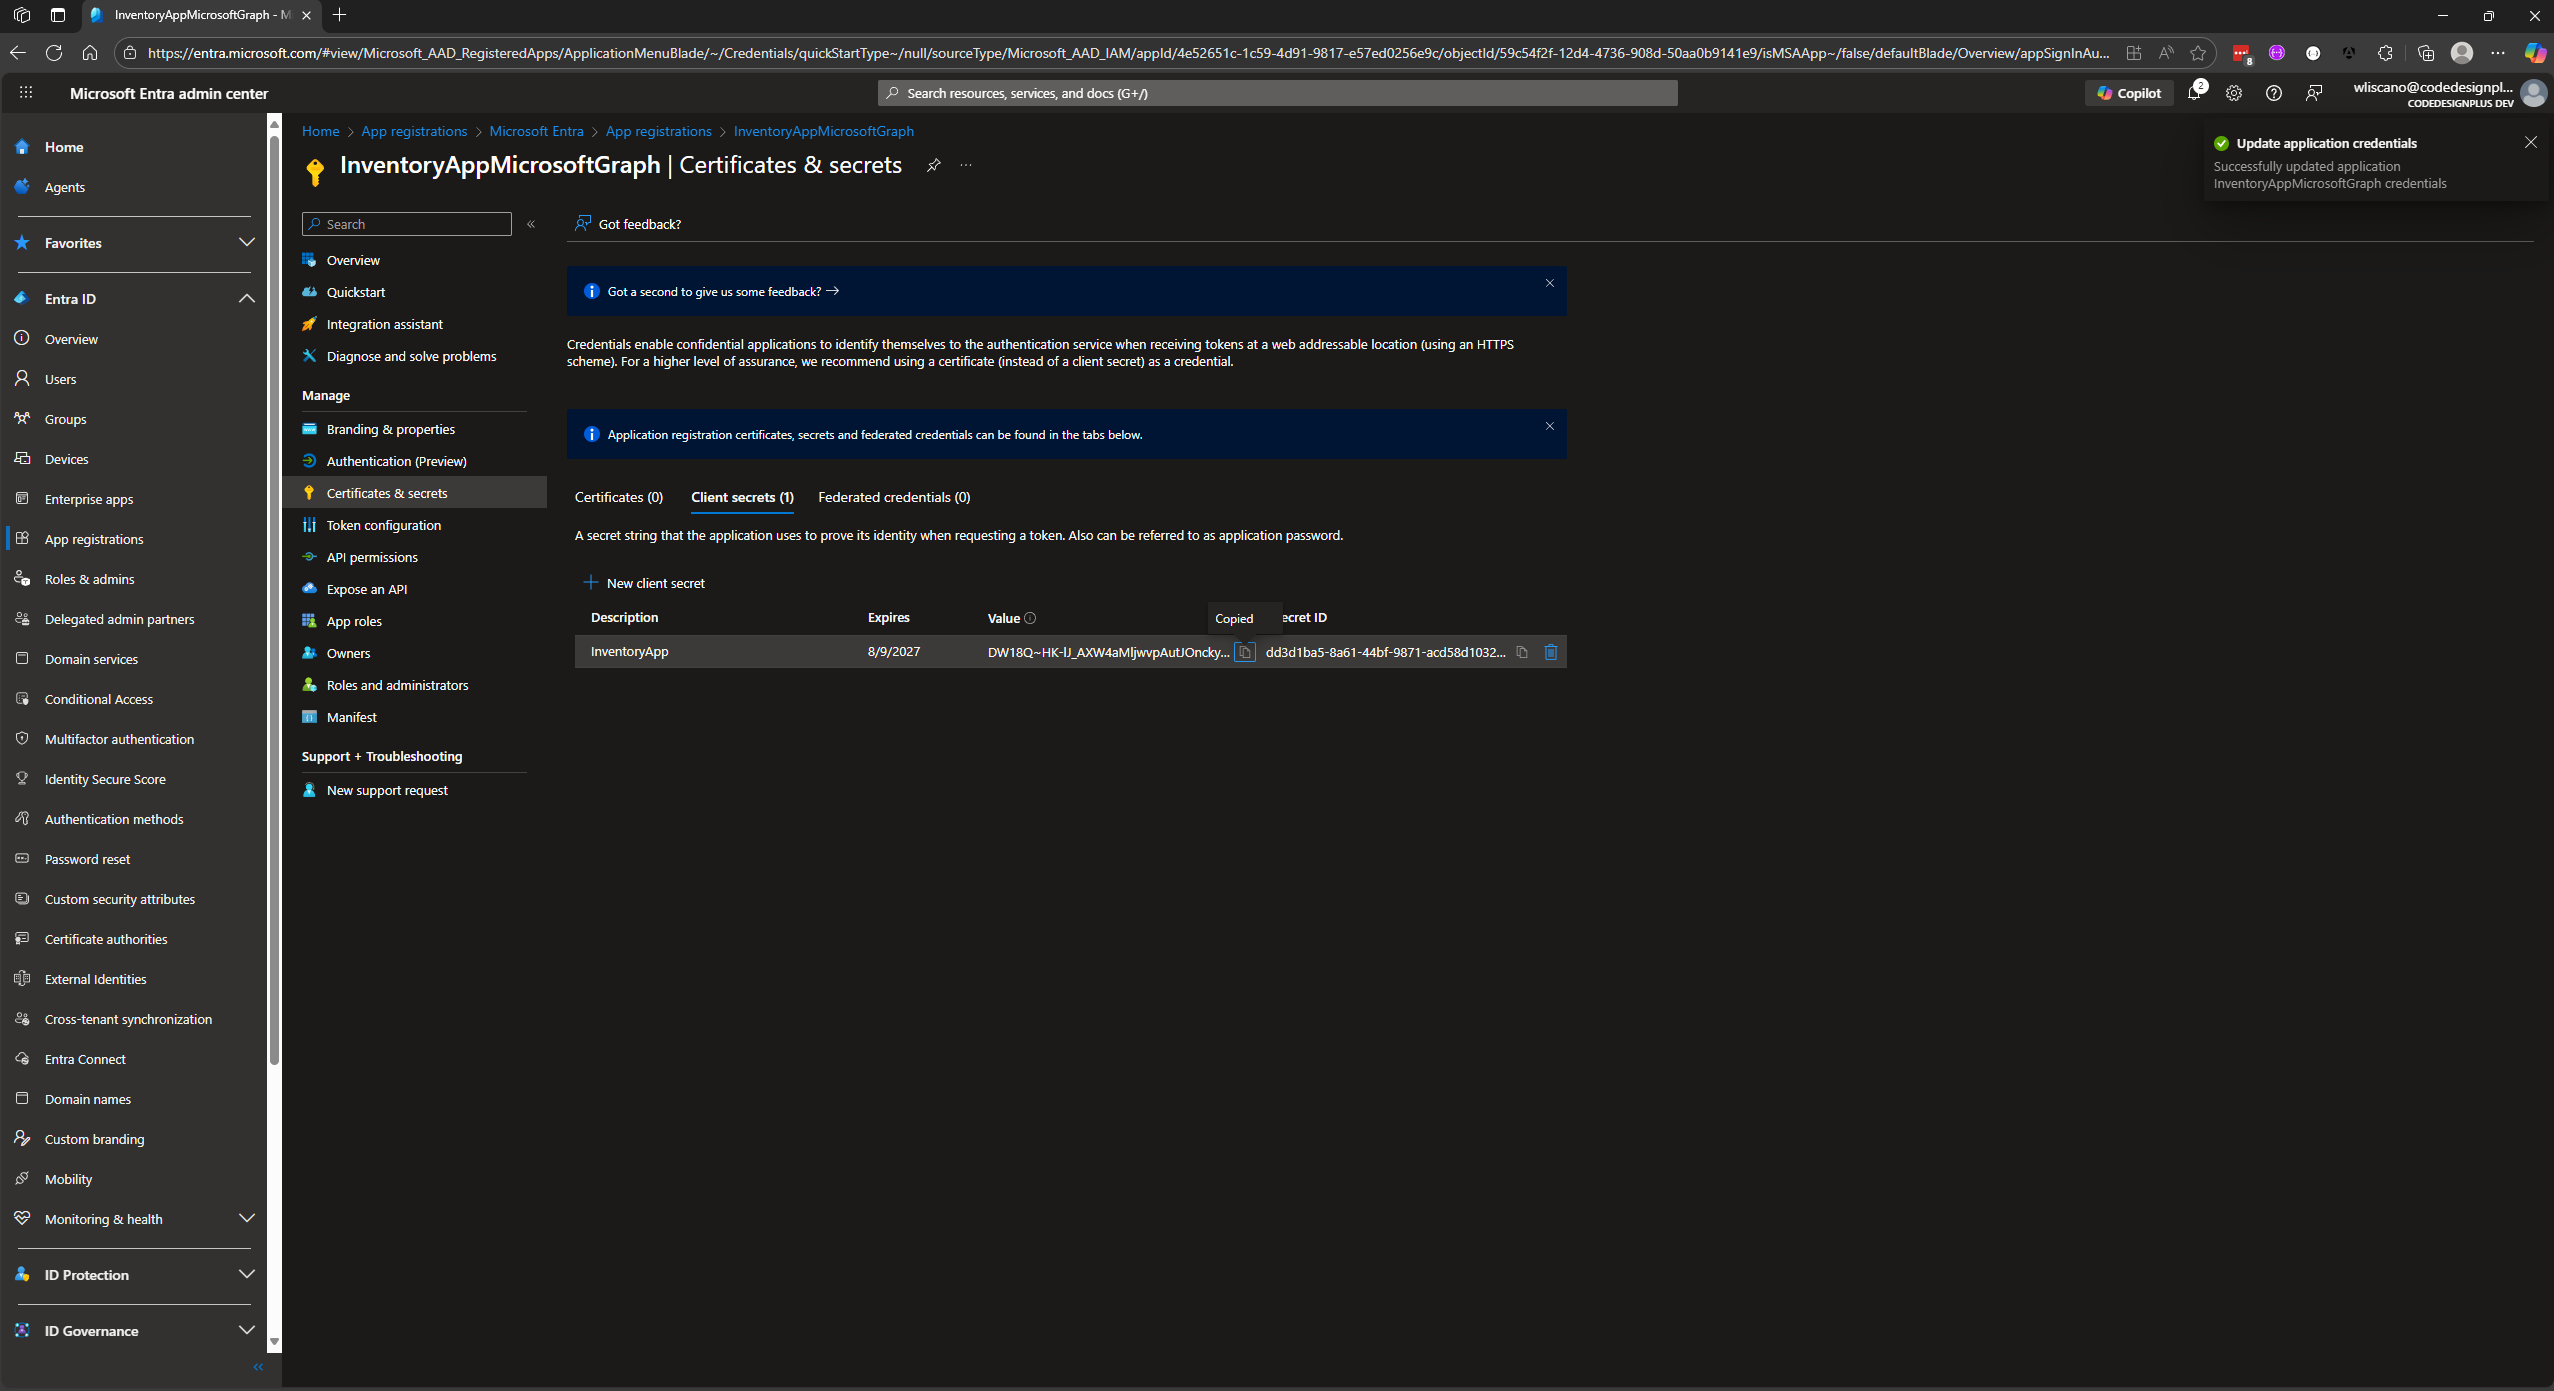 InventoryAppMicrosoftGraph - M
https://entra.microsoft.com/#view/Microsoft_AAD_RegisteredApps/ApplicationMenuBlade/~/Credentials/quickStartType~/null/sourceType/Microsoft_AAD_IAM/appId/4e52651c-1c59-4d91-9817-e57ed0256e9c/objectId/59c54f2f-12d4-4736-908d-50aa0b9141e9/isMSAApp~/false/defaultBlade/Overview/appSignInAu...
8
Microsoft Entra admin center
Search resources, services, and docs (G+/)
Copilot
2
wliscano@codedesignpl...
CODEDESIGNPLUS DEV
Home
Agents
Favorites
Entra ID
Overview
Users
Groups
Devices
Enterprise apps
App registrations
Roles & admins
Delegated admin partners
Domain services
Conditional Access
Multifactor authentication
Identity Secure Score
Authentication methods
Password reset
Custom security attributes
Certificate authorities
External Identities
Cross-tenant synchronization
Entra Connect
Domain names
Custom branding
Mobility
Monitoring & health
ID Protection
ID Governance
Home > App registrations > Microsoft Entra > App registrations > InventoryAppMicrosoftGraph
InventoryAppMicrosoftGraph | Certificates & secrets
Search
Overview
Quickstart
Integration assistant
Diagnose and solve problems
Manage
Branding & properties
Authentication (Preview)
Certificates & secrets
Token configuration
API permissions
Expose an API
App roles
Owners
Roles and administrators
Manifest
Support + Troubleshooting
New support request
Got feedback?
Got a second to give us some feedback?
Credentials enable confidential applications to identify themselves to the authentication service when receiving tokens at a web addressable location (using an HTTPS
scheme). For a higher level of assurance, we recommend using a certificate (instead of a client secret) as a credential.
Application registration certificates, secrets and federated credentials can be found in the tabs below.
Certificates (0) Client secrets (1) Federated credentials (0)
A secret string that the application uses to prove its identity when requesting a token. Also can be referred to as application password.
New client secret
Description Expires Value Copied ecret ID
InventoryApp 8/9/2027 DW18Q~HK-lJ_AXW4aMljwvpAutJOncky... dd3d1ba5-8a61-44bf-9871-acd58d1032...
Update application credentials
Successfully updated application
InventoryAppMicrosoftGraph credentials